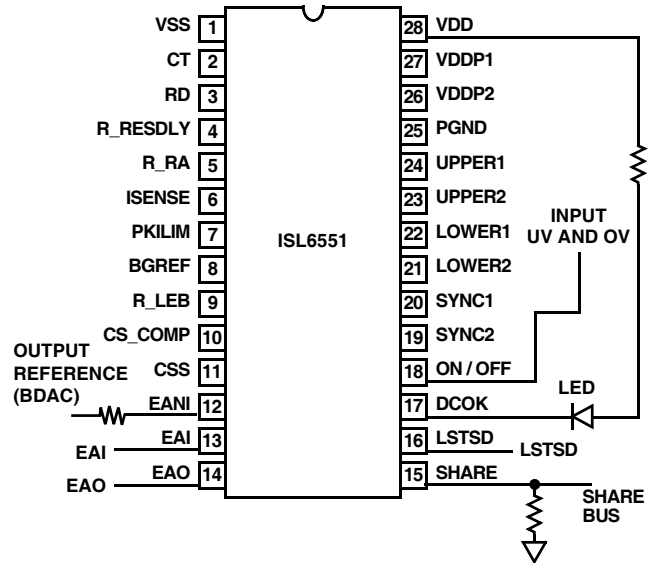 VSS 1
CT 2
RD 3
R_RESDLY 4
R_RA 5
ISENSE 6
PKILIM 7
BGREF 8
R_LEB 9
CS_COMP 10
CSS 11
EANI 12
EAI 13
EAO 14
OUTPUT
REFERENCE
(BDAC)
EAI
EAO
ISL6551
28 VDD
27 VDDP1
26 VDDP2
25 PGND
24 UPPER1
23 UPPER2
22 LOWER1
21 LOWER2
20 SYNC1
19 SYNC2
18 ON / OFF
17 DCOK
16 LSTSD
15 SHARE
INPUT
UV AND OV
LED
LSTSD
SHARE
BUS